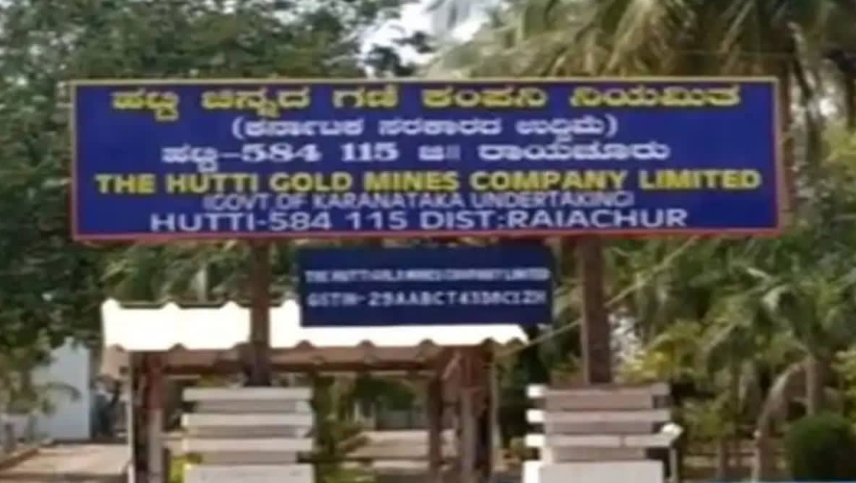 ಹಟ್ಟಿ ಚಿನ್ನದ ಗಣಿ ಕಂಪನಿ ನಿಯಮಿತ
(ಕರ್ನಾಟಕ ಸರಕಾರದ ಉದ್ದಿಮೆ)
ಹಟ್ಟಿ-584 115 ಜಿ॥ ರಾಯಚೂರು
THE HUTTI GOLD MINES COMPANY LIMITED
(GOVT.OF KARANATAKA UNDERTAKING)
HUTTI-584 115 DIST:RAIACHUR
THE HUTTI GOLD MINES COMPANY LIMITED